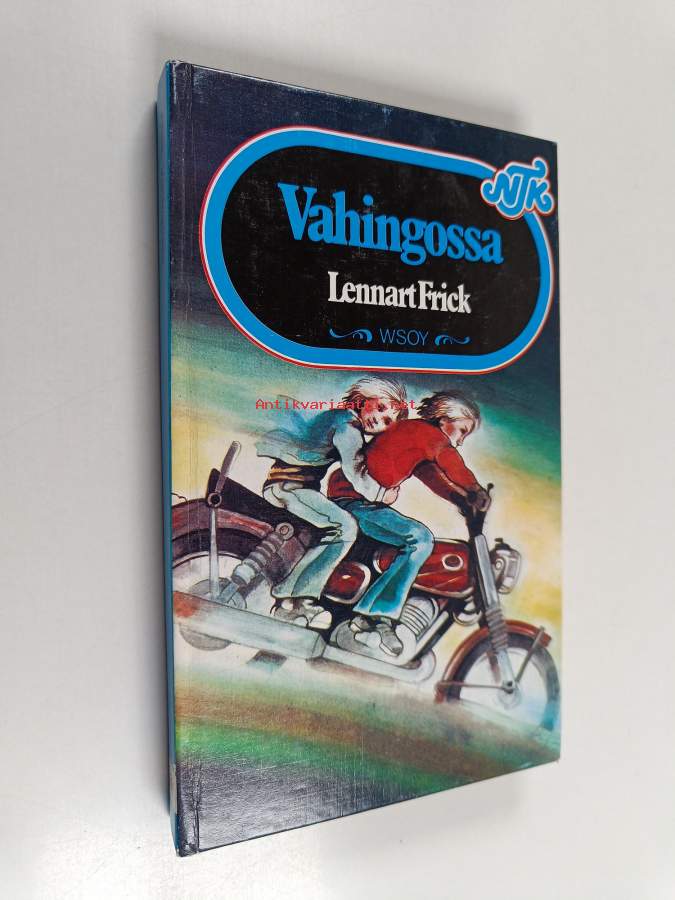 NTK
Vahingossa
Lennart Frick
WSOY
Antikvariaatti.net